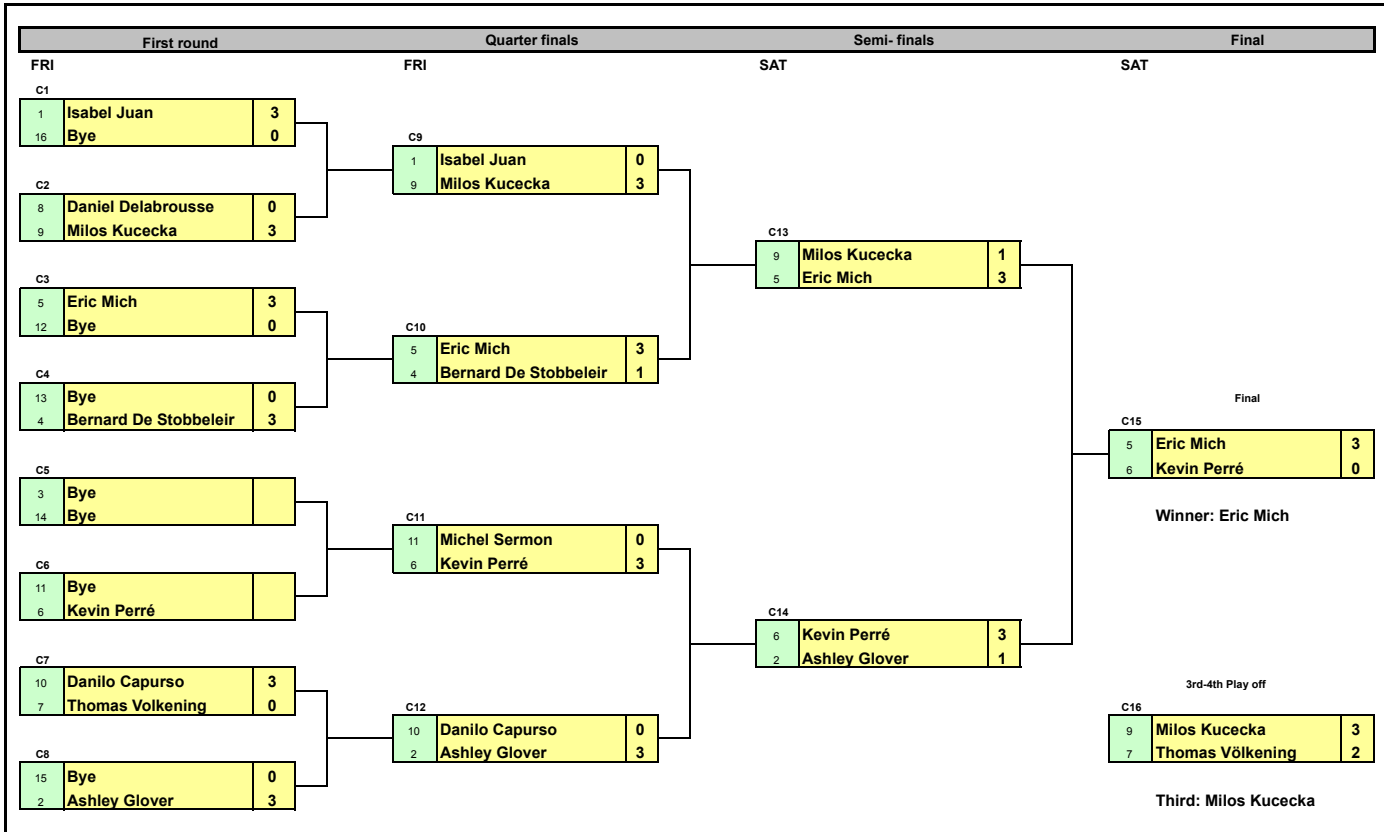 First round Quarter finals Semi- finals Final
FRI FRI SAT SAT
C1
1 Isabel Juan 3
16 Bye 0
C2
8 Daniel Delabrousse 0
9 Milos Kucecka 3
C3
5 Eric Mich 3
12 Bye 0
C4
13 Bye 0
4 Bernard De Stobbeleir 3
C5
3 Bye
14 Bye
C6
11 Bye
6 Kevin Perré
C7
10 Danilo Capurso 3
7 Thomas Volkening 0
C8
15 Bye 0
2 Ashley Glover 3
C9
1 Isabel Juan 0
9 Milos Kucecka 3
C10
5 Eric Mich 3
4 Bernard De Stobbeleir 1
C11
11 Michel Sermon 0
6 Kevin Perré 3
C12
10 Danilo Capurso 0
2 Ashley Glover 3
C13
9 Milos Kucecka 1
5 Eric Mich 3
C14
6 Kevin Perré 3
2 Ashley Glover 1
Final
C15
5 Eric Mich 3
6 Kevin Perré 0
Winner: Eric Mich
3rd-4th Play off
C16
9 Milos Kucecka 3
7 Thomas Völkening 2
Third: Milos Kucecka